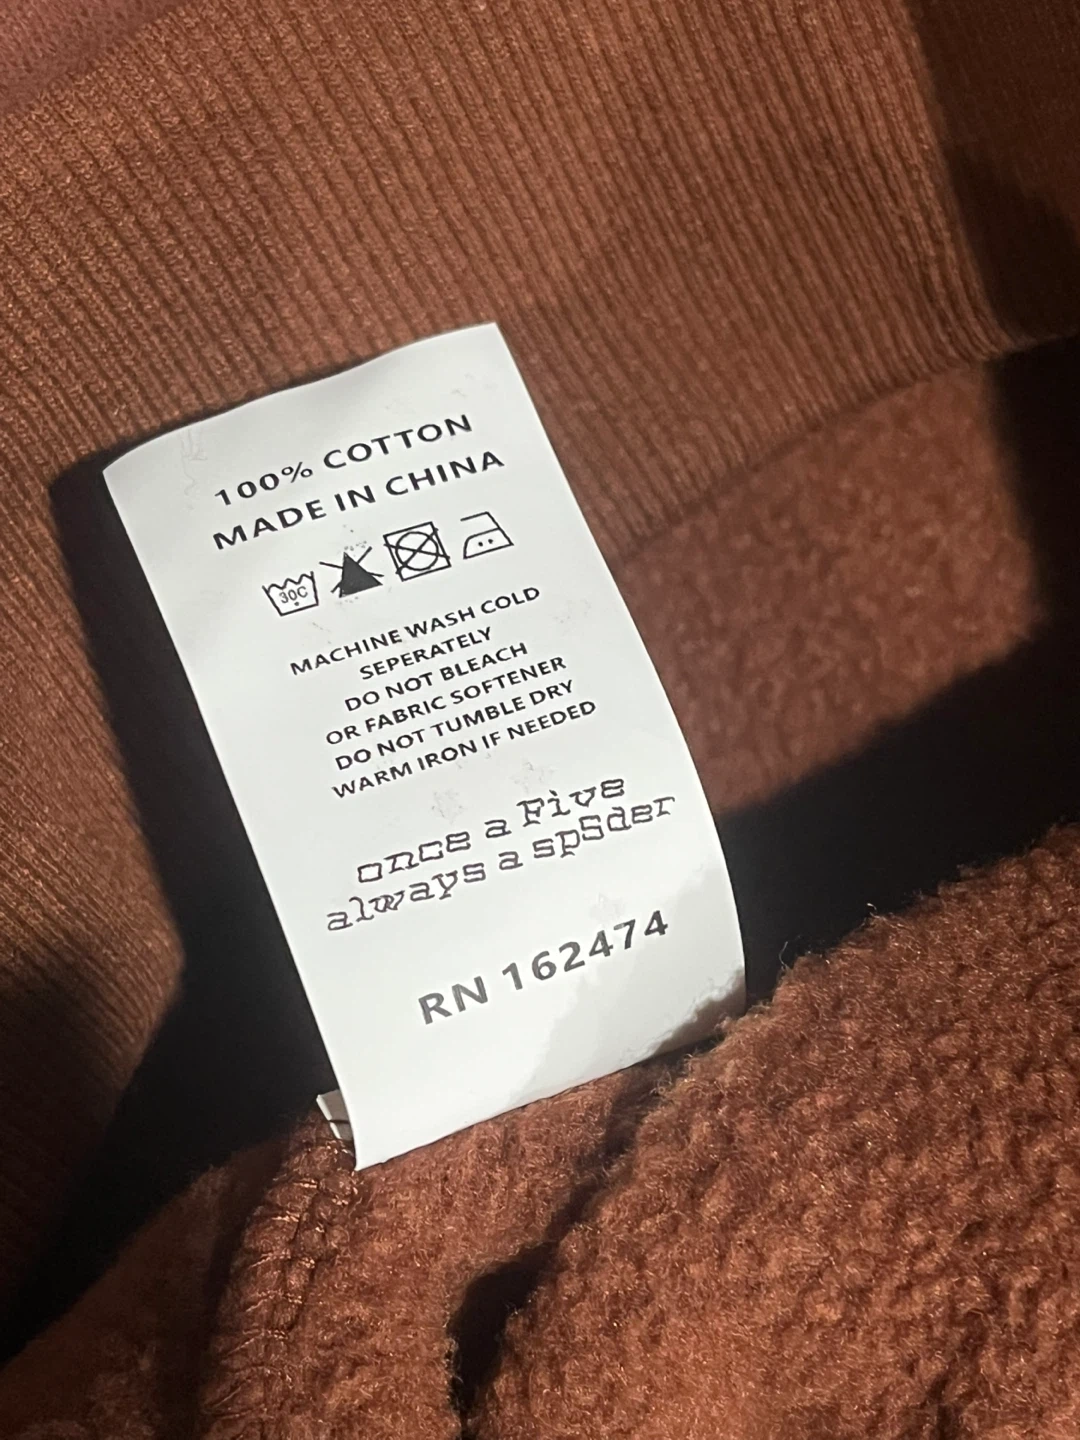 100% COTTON
MADE IN CHINA
30C
MACHINE WASH COLD
SEPERATELY
DO NOT BLEACH
OR FABRIC SOFTENER
DO NOT TUMBLE DRY
WARM IRON IF NEEDED
once a Five
always a sp5der
RN 162474